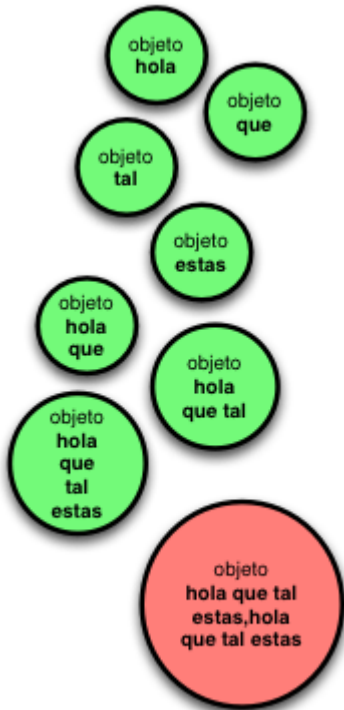 objeto
hola
objeto
que
objeto
tal
objeto
estas
objeto
hola
que
objeto
hola
que tal
objeto
hola
que
tal
estas
objeto
hola que tal
estas,hola
que tal estas